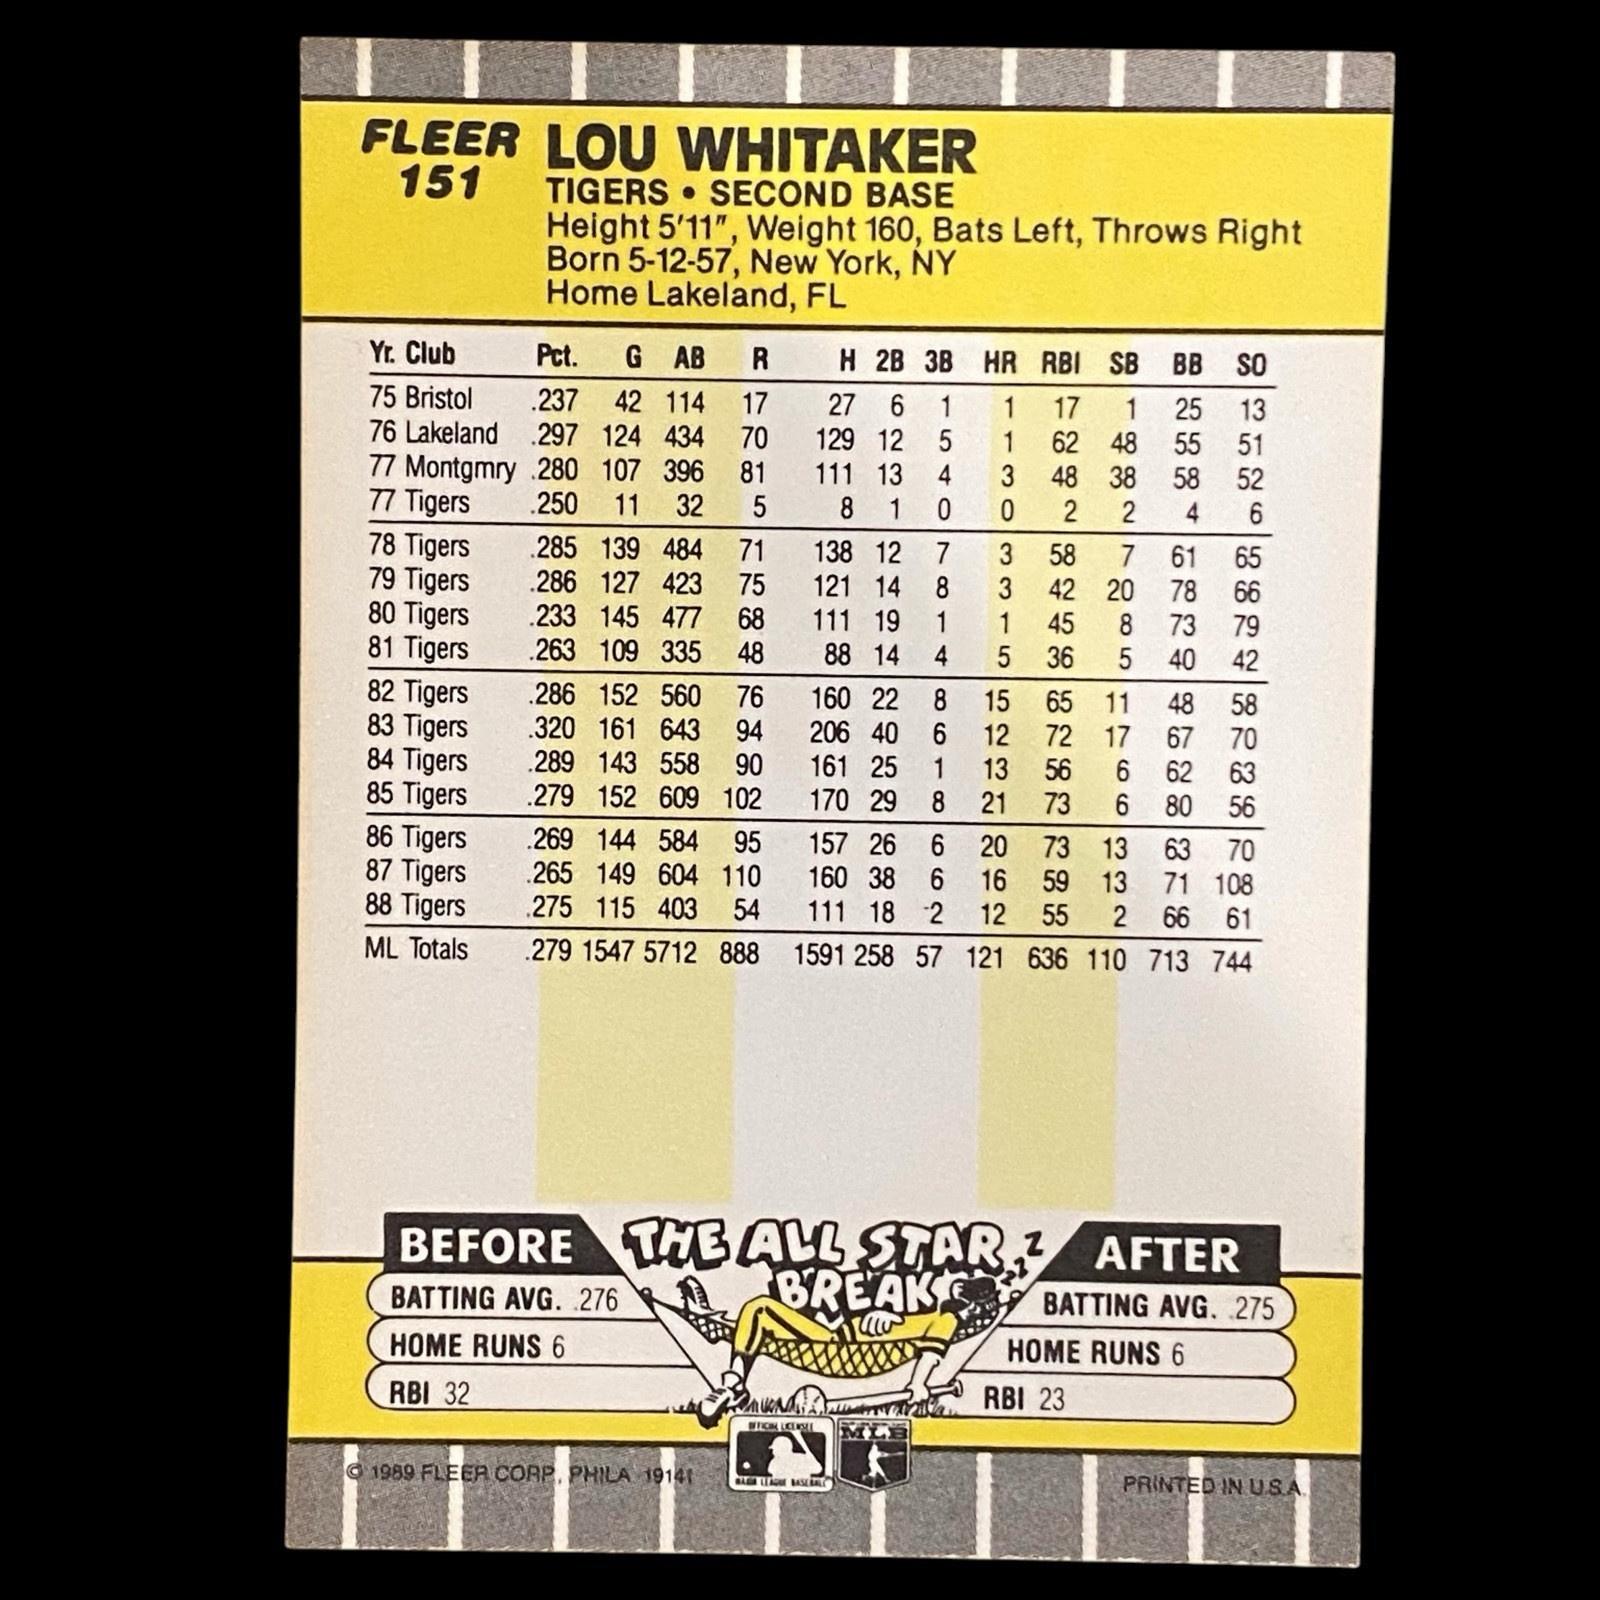 FLEER LOU WHITAKER
151 TIGERS • SECOND BASE
Height 5'11", Weight 160, Bats Left, Throws Right
Born 5-12-57, New York, NY
Home Lakeland, FL
Yr. Club Pct. G AB R H 2B 3B HR RBI SB BB SO
75 Bristol .237 42 114 17 27 6 1 1 17 1 25 13
76 Lakeland .297 124 434 70 129 12 5 1 62 48 55 51
77 Montgmry .280 107 396 81 111 13 4 3 48 38 58 52
77 Tigers .250 11 32 5 8 1 0 0 2 2 4 6
78 Tigers .285 139 484 71 138 12 7 3 58 7 61 65
79 Tigers .286 127 423 75 121 14 8 3 42 20 78 66
80 Tigers .233 145 477 68 111 19 1 1 45 8 73 79
81 Tigers .263 109 335 48 88 14 4 5 36 5 40 42
82 Tigers .286 152 560 76 160 22 8 15 65 11 48 58
83 Tigers .320 161 643 94 206 40 6 12 72 17 67 70
84 Tigers .289 143 558 90 161 25 1 13 56 6 62 63
85 Tigers .279 152 609 102 170 29 8 21 73 6 80 56
86 Tigers .269 144 584 95 157 26 6 20 73 13 63 70
87 Tigers .265 149 604 110 160 38 6 16 59 13 71 108
88 Tigers .275 115 403 54 111 18 2 12 55 2 66 61
ML Totals .279 1547 5712 888 1591 258 57 121 636 110 713 744
BEFORE THE ALL STAR BREAK ZZZ AFTER
BATTING AVG. .276 BATTING AVG. .275
HOME RUNS 6 HOME RUNS 6
RBI 32 RBI 23
OFFICIAL LICENSEE MLB
MAJOR LEAGUE BASEBALL
© 1989 FLEER CORP., PHILA 19141 PRINTED IN U.S.A.